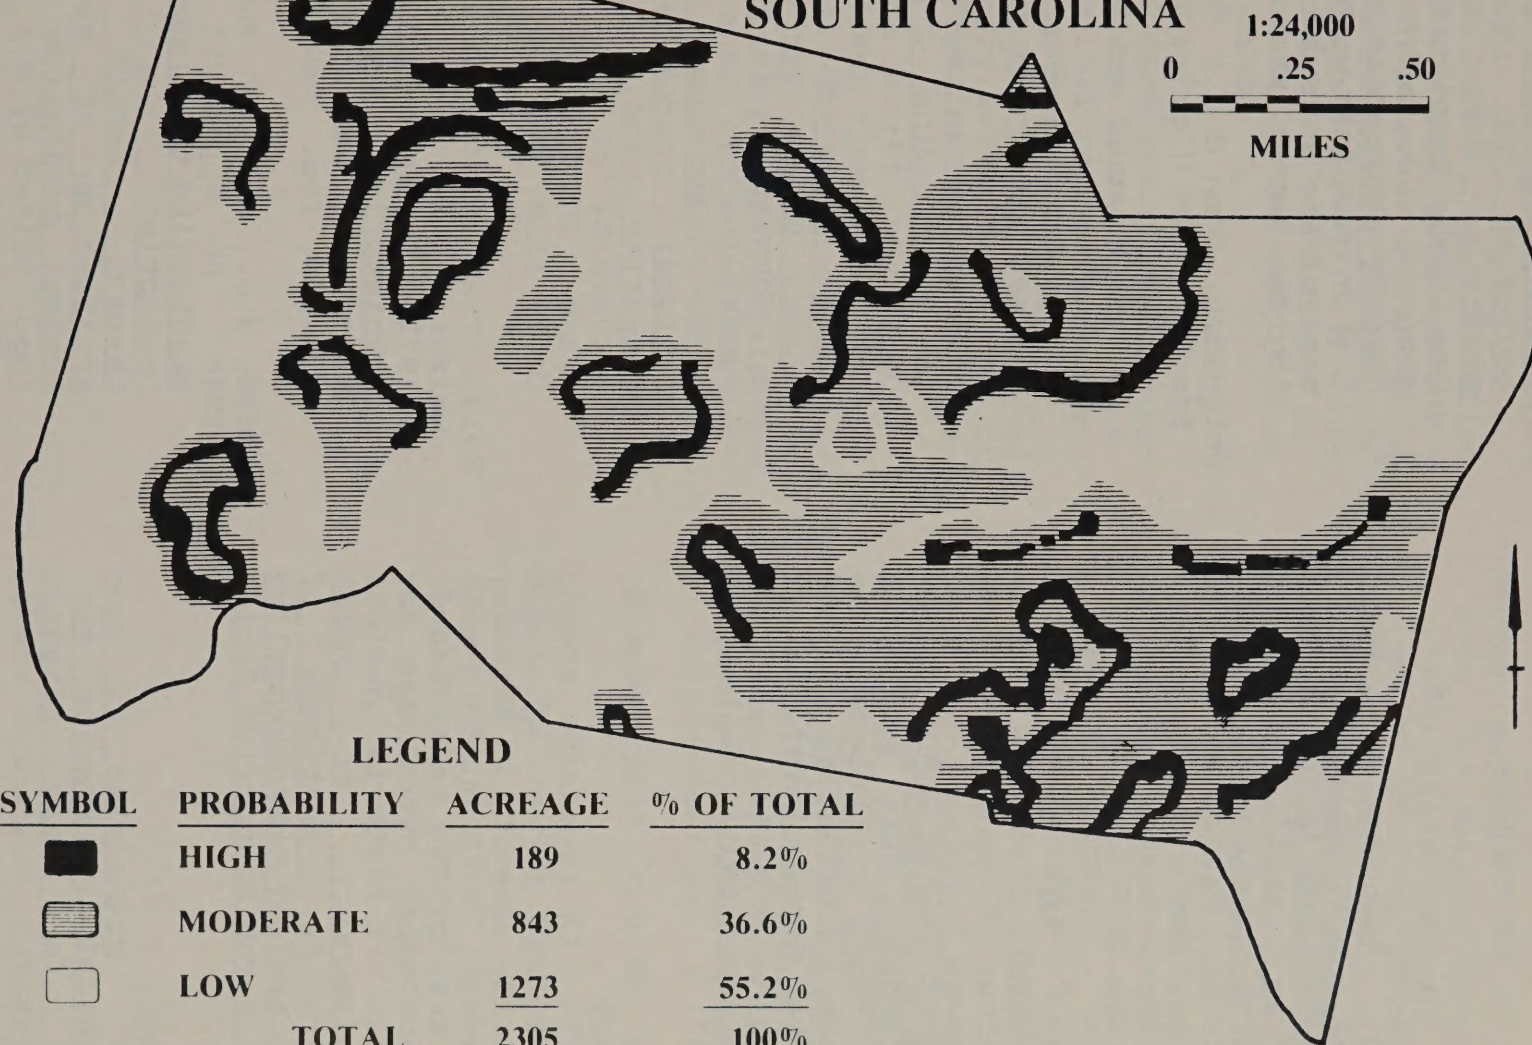 SOUTH CAROLINA
1:24,000
0 .25 .50
MILES
LEGEND
SYMBOL PROBABILITY ACREAGE % OF TOTAL
HIGH 189 8.2%
MODERATE 843 36.6%
LOW 1273 55.2%
TOTAL 2305 100%